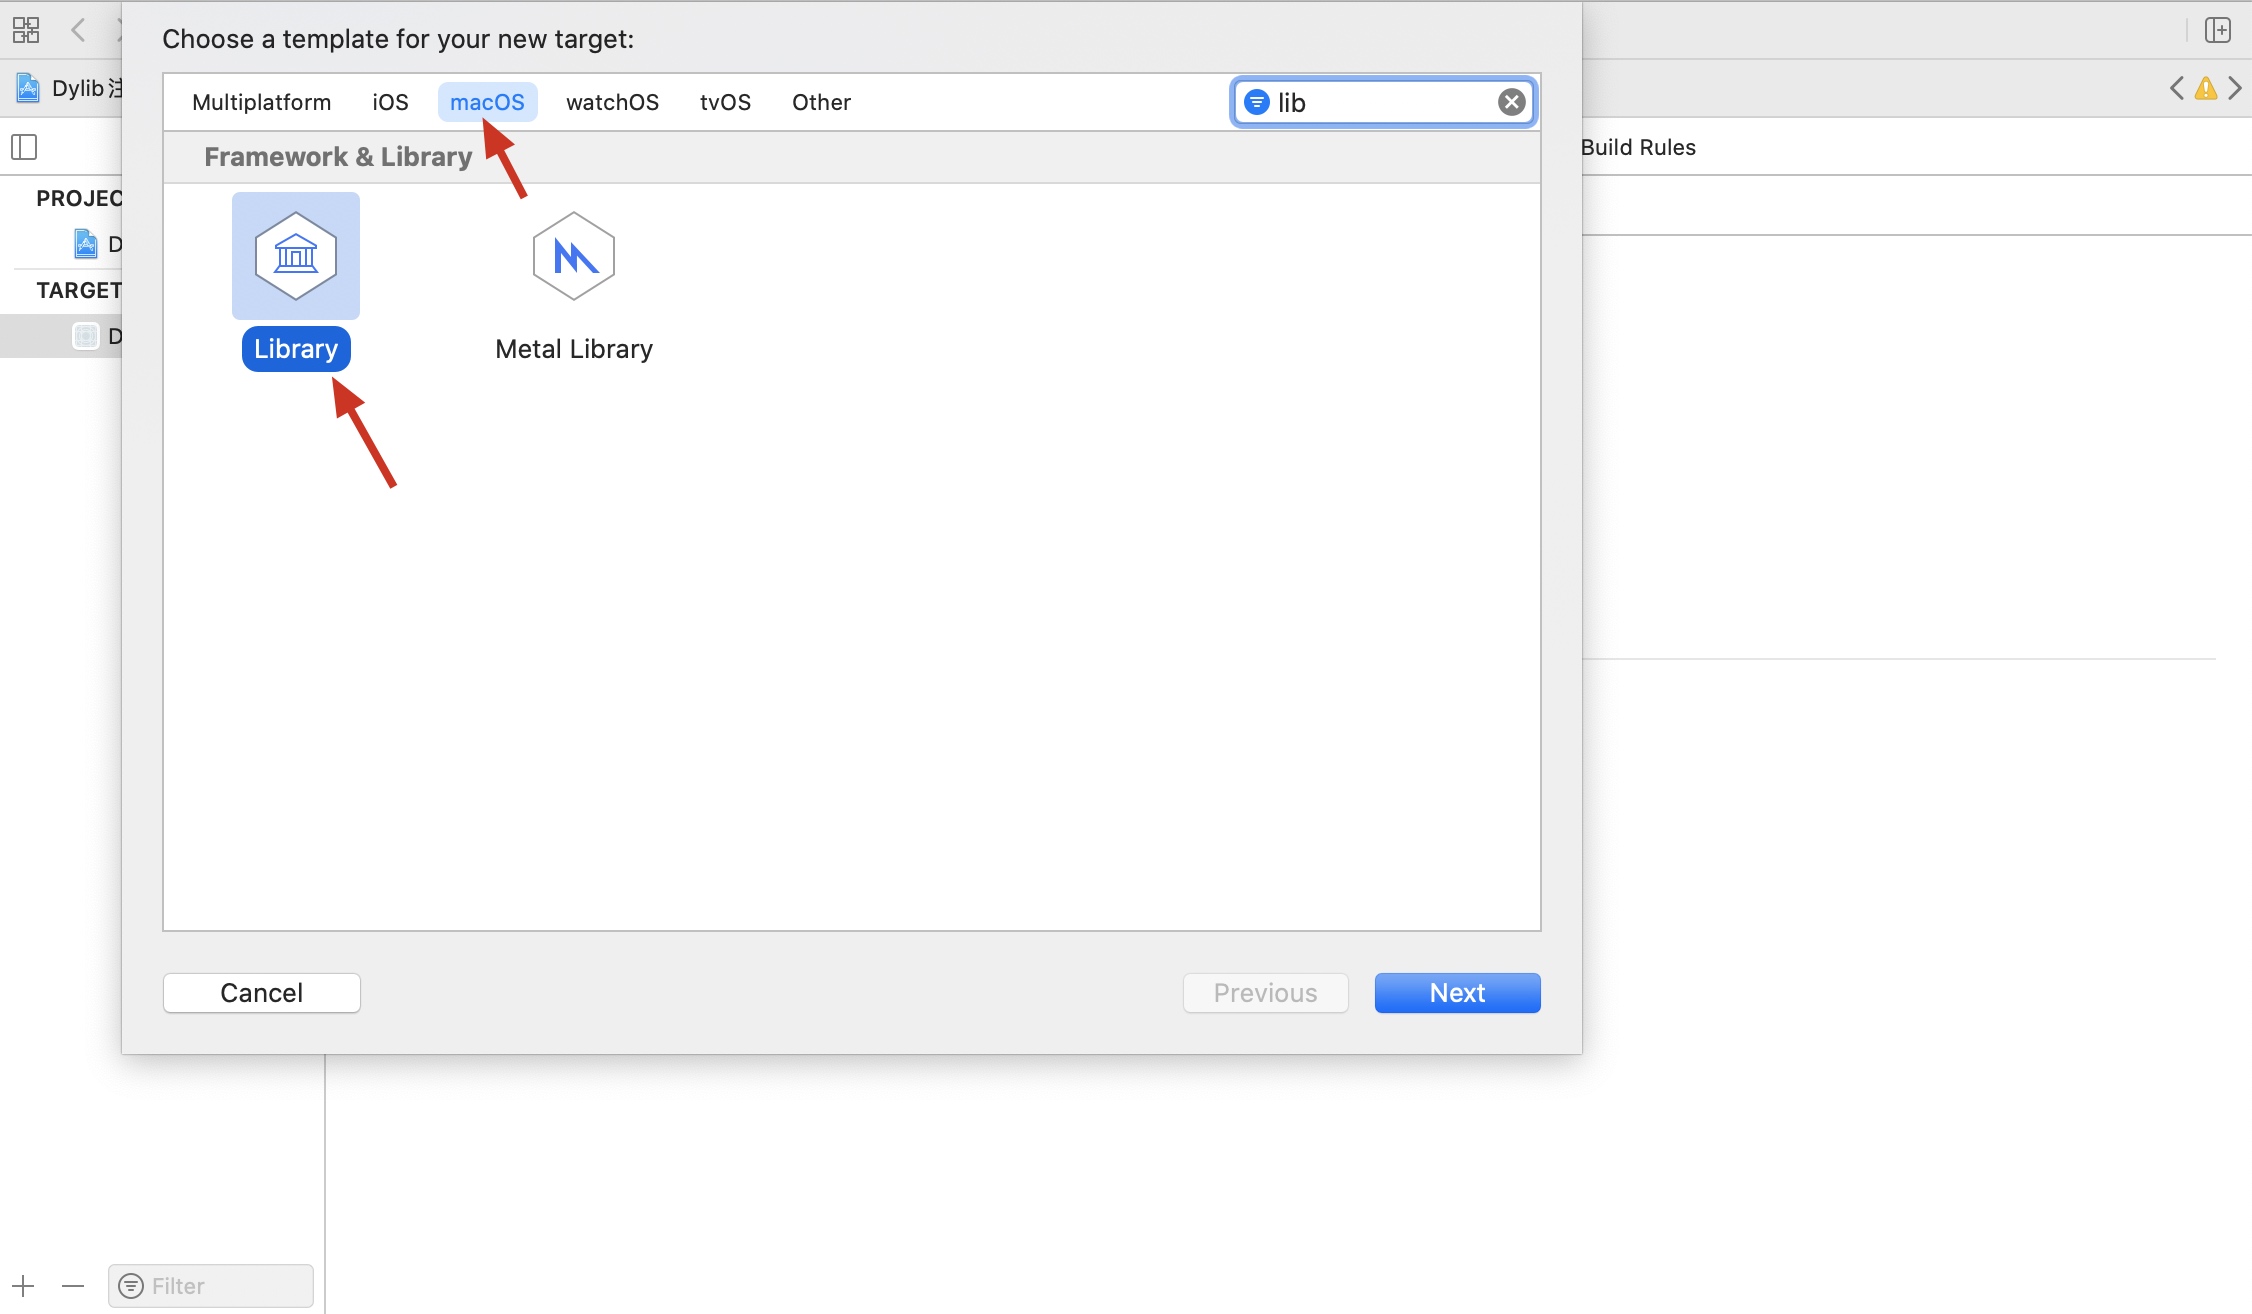 Choose a template for your new target:
Dylib 注
Multiplatform iOS macOS watchOS tvOS Other lib
Build Rules
Framework & Library
PROJEC
D
TARGET
D
Library Metal Library
Cancel Previous Next
Filter